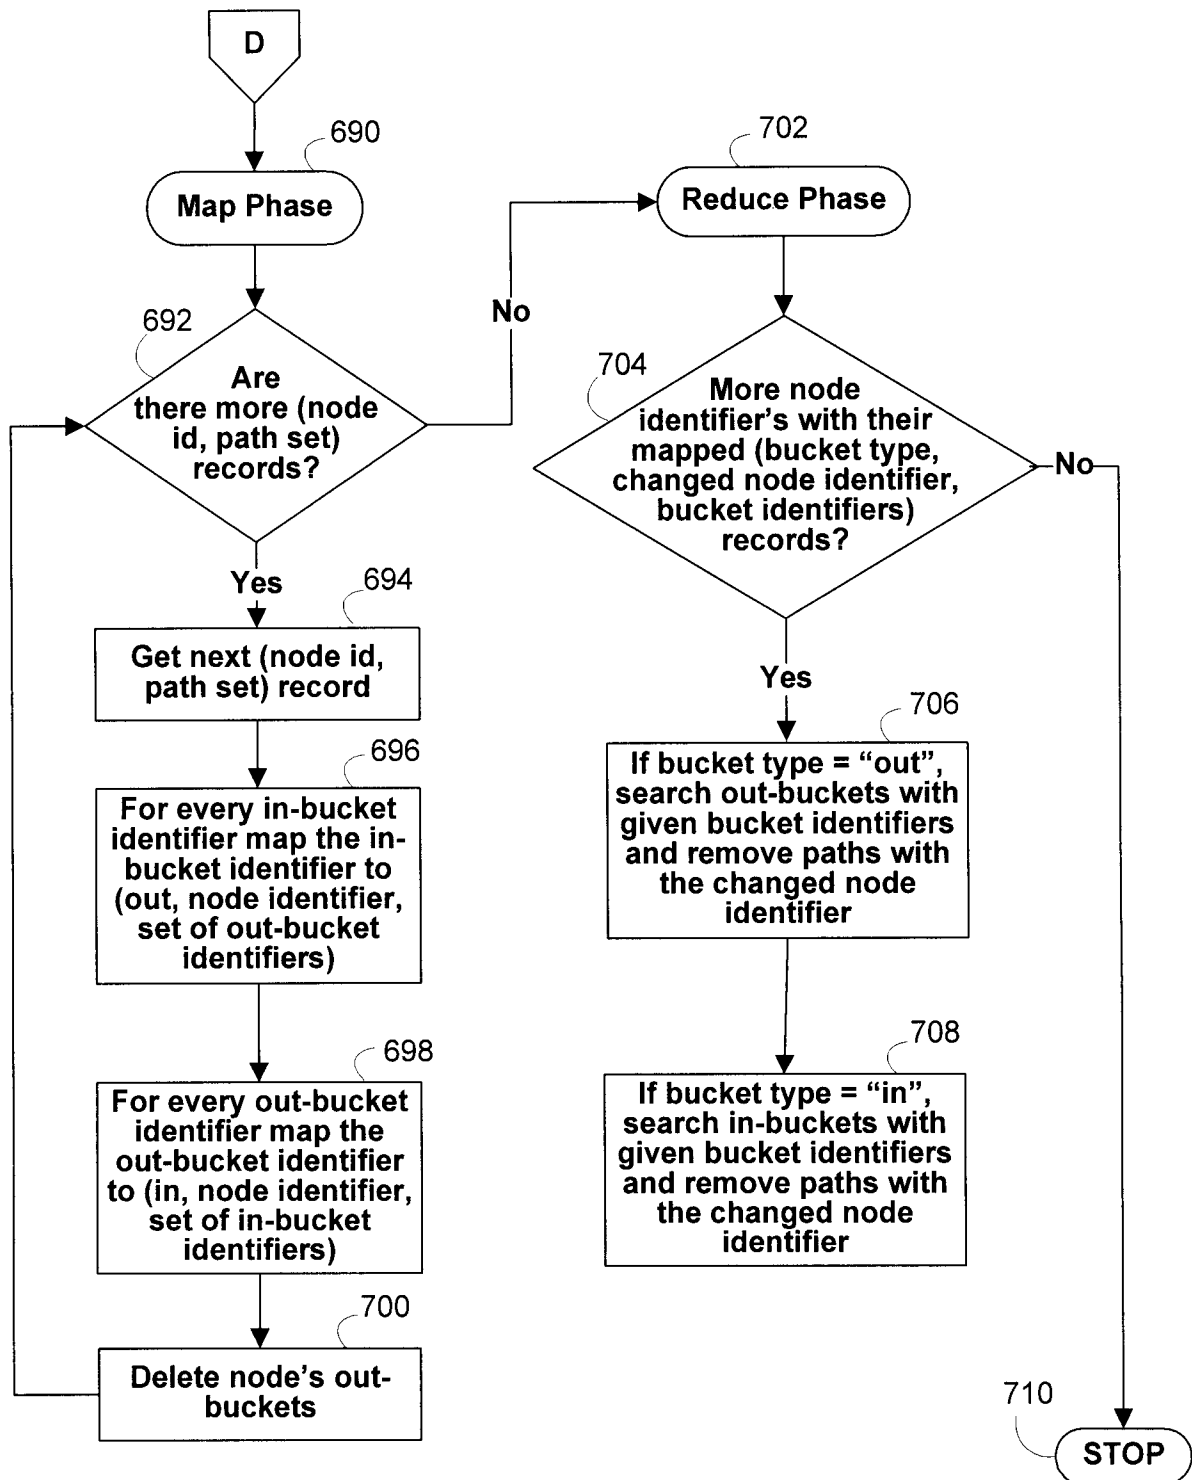 D
690
Map Phase
692
Are
there more (node
id, path set)
records?
No
Yes
694
Get next (node id,
path set) record
696
For every in-bucket
identifier map the in-
bucket identifier to
(out, node identifier,
set of out-bucket
identifiers)
698
For every out-bucket
identifier map the
out-bucket identifier
to (in, node identifier,
set of in-bucket
identifiers)
700
Delete node's out-
buckets
702
Reduce Phase
704
More node
identifier's with their
mapped (bucket type,
changed node identifier,
bucket identifiers)
records?
No
Yes
706
If bucket type = “out”,
search out-buckets with
given bucket identifiers
and remove paths with
the changed node
identifier
708
If bucket type = “in”,
search in-buckets with
given bucket identifiers
and remove paths with
the changed node
identifier
710
STOP